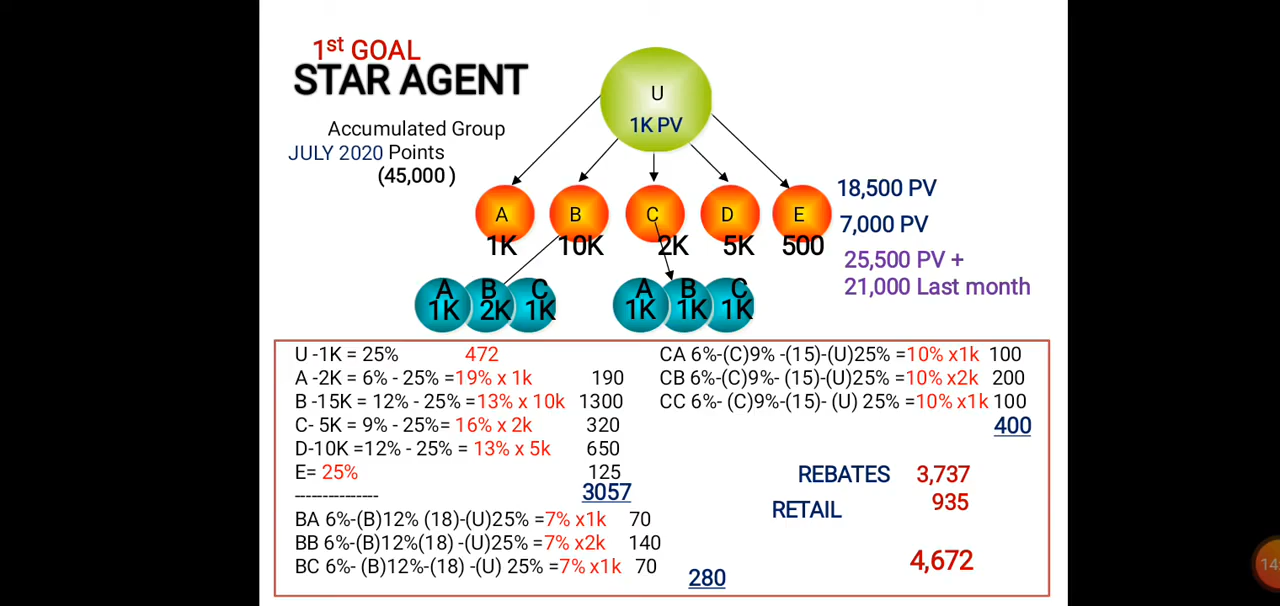 1st GOAL
STAR AGENT
Accumulated Group
JULY 2020 Points
(45,000 )
U
1K PV
A B C D E
1K 10K 2K 5K 500
18,500 PV
7,000 PV
25,500 PV +
21,000 Last month
A B C
1K 2K 1K
A B C
1K 1K 1K
U -1K = 25% 472
A -2K = 6% - 25% =19% x 1k 190
B -15K = 12% - 25% =13% x 10k 1300
C- 5K = 9% - 25%= 16% x 2k 320
D-10K =12% - 25% = 13% x 5k 650
E= 25% 125
---------------
3057
BA 6%-(B)12% (18)-(U)25% =7% x1k 70
BB 6%-(B)12%(18) -(U)25% =7% x2k 140
BC 6%- (B)12%-(18) -(U) 25% =7% x1k 70
280
CA 6%-(C)9% -(15)-(U)25% =10% x1k 100
CB 6%-(C)9%- (15)-(U)25% =10% x2k 200
CC 6%- (C)9%-(15)- (U) 25% =10% x1k 100
400
REBATES 3,737
RETAIL 935
4,672